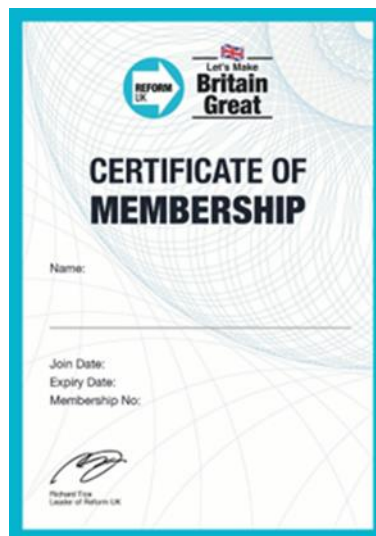 REFORM
UK
Let's Make
Britain
Great
CERTIFICATE OF
MEMBERSHIP
Name:
Join Date:
Expiry Date:
Membership No:
Richard Tice
Leader of Reform UK